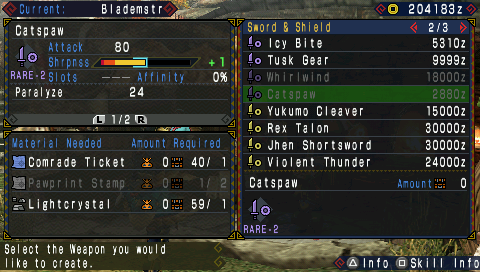 Current: Blademstr
204183z
Catspaw
Attack 80
Shrpnss +1
RARE-2 Slots --- Affinity 0%
Paralyze 24
L 1/2 R
Material Needed Amount Required
Comrade Ticket 0 40/ 1
Pawprint Stamp 0 1/ 2
Lightcrystal 0 59/ 1
Sword & Shield 2/3
Icy Bite 5310z
Tusk Gear 9999z
Whirlwind 18000z
Catspaw 2880z
Yukumo Cleaver 15000z
Rex Talon 30000z
Jhen Shortsword 30000z
Violent Thunder 24000z
Catspaw Amount 0
RARE-2
Select the Weapon you would
like to create.
Info Skill Info